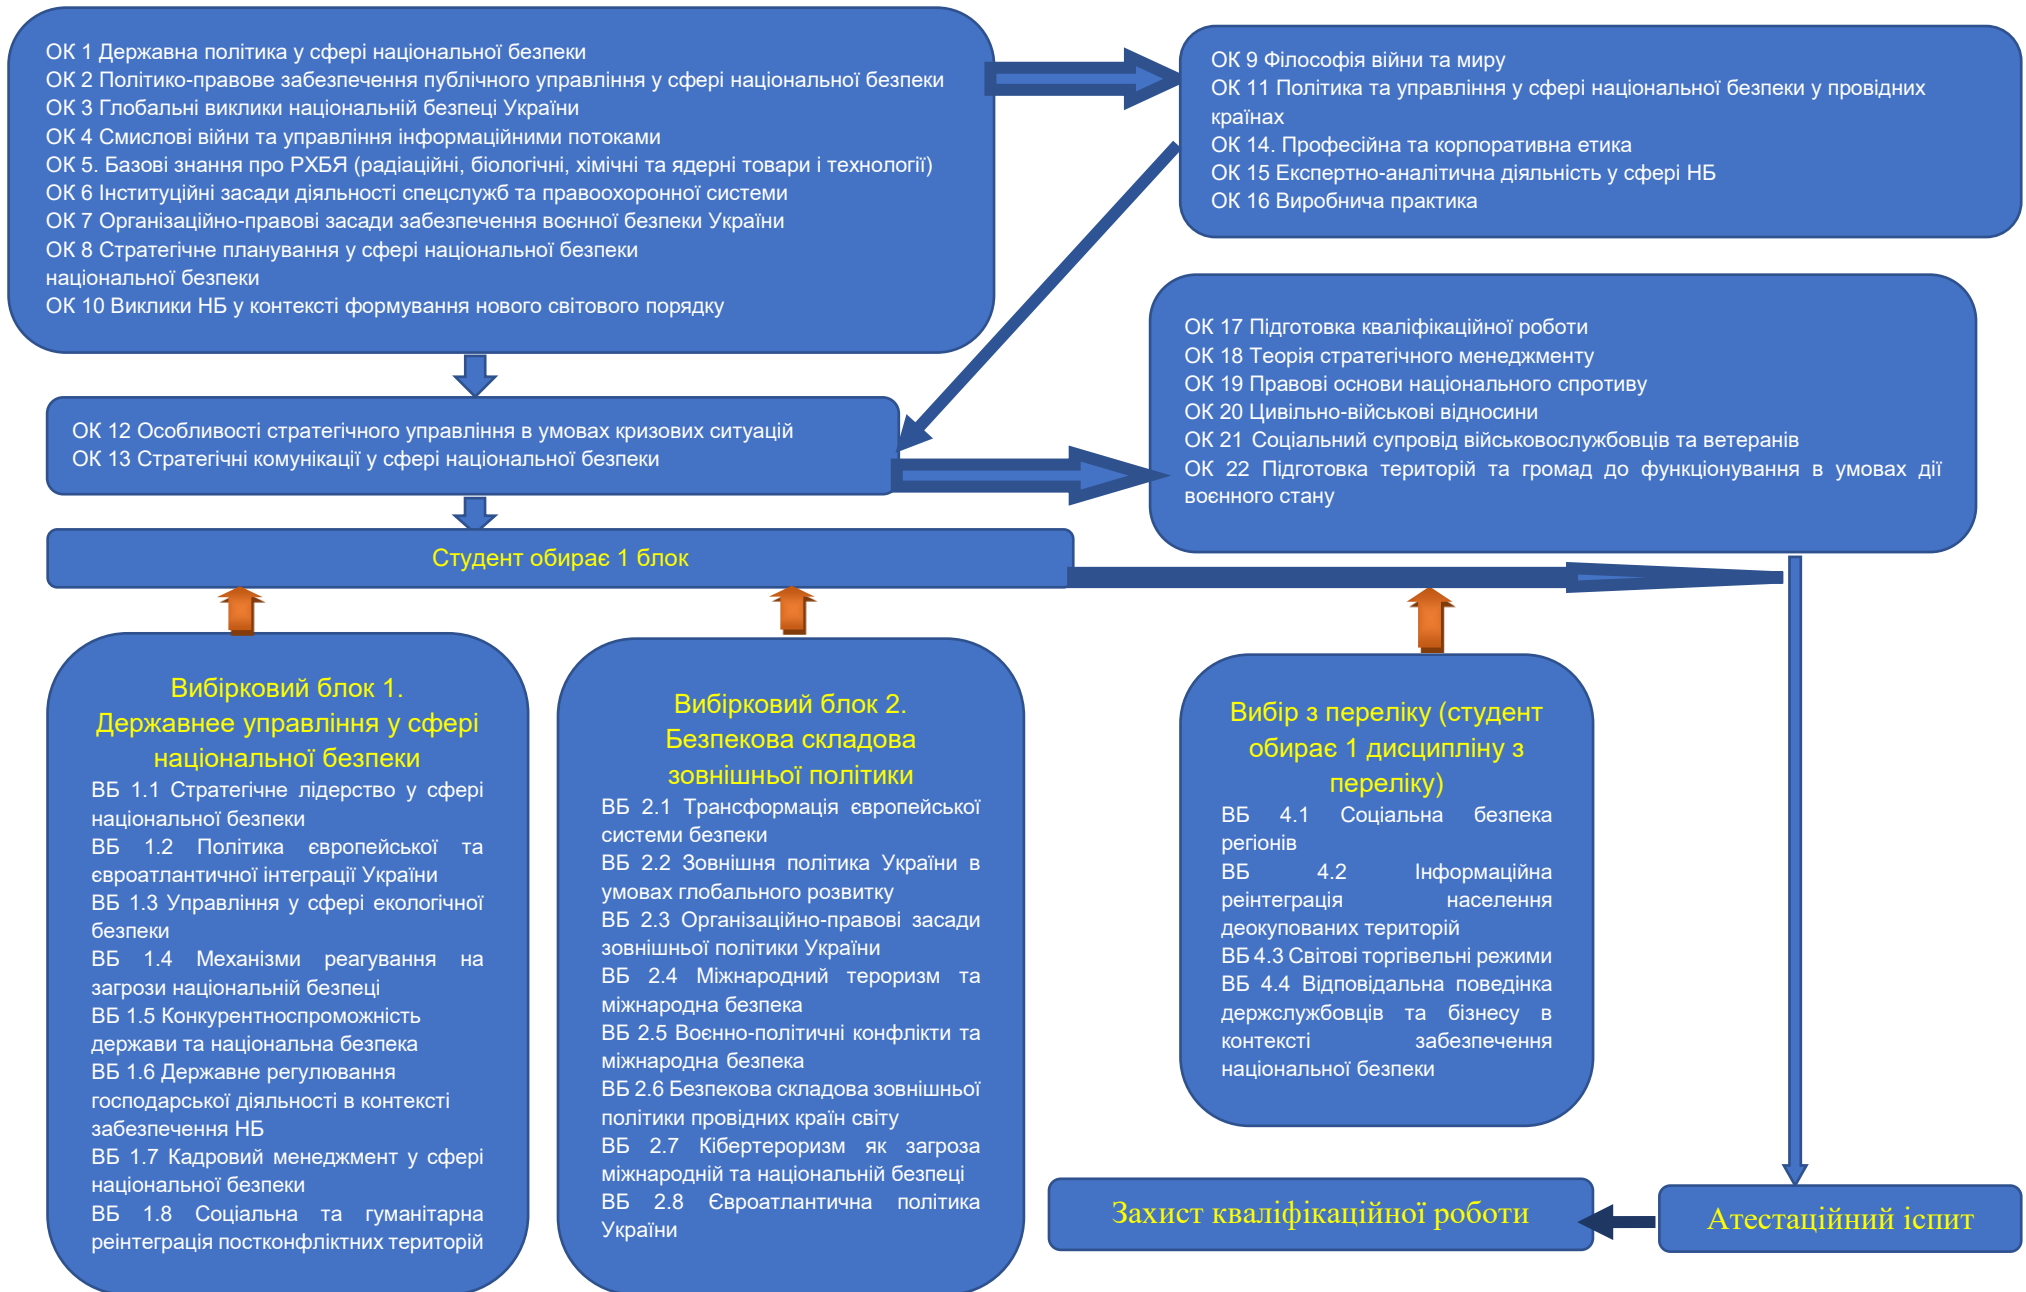 ОК 1 Державна політика у сфері національної безпеки
ОК 2 Політико-правове забезпечення публічного управління у сфері національної безпеки
ОК 3 Глобальні виклики національній безпеці України
ОК 4 Смислові війни та управління інформаційними потоками
ОК 5. Базові знання про РХБЯ (радіаційні, біологічні, хімічні та ядерні товари і технології)
ОК 6 Інституційні засади діяльності спецслужб та правоохоронної системи
ОК 7 Організаційно-правові засади забезпечення воєнної безпеки України
ОК 8 Стратегічне планування у сфері національної безпеки
національної безпеки
ОК 10 Виклики НБ у контексті формування нового світового порядку
ОК 9 Філософія війни та миру
ОК 11 Політика та управління у сфері національної безпеки у провідних
країнах
ОК 14. Професійна та корпоративна етика
ОК 15 Експертно-аналітична діяльність у сфері НБ
ОК 16 Виробнича практика
ОК 12 Особливості стратегічного управління в умовах кризових ситуацій
ОК 13 Стратегічні комунікації у сфері національної безпеки
ОК 17 Підготовка кваліфікаційної роботи
ОК 18 Теорія стратегічного менеджменту
ОК 19 Правові основи національного спротиву
ОК 20 Цивільно-військові відносини
ОК 21 Соціальний супровід військовослужбовців та ветеранів
ОК 22 Підготовка територій та громад до функціонування в умовах дії
воєнного стану
Студент обирає 1 блок
Вибірковий блок 1.
Державнее управління у сфері
національної безпеки
ВБ 1.1 Стратегічне лідерство у сфері
національної безпеки
ВБ 1.2 Політика європейської та
євроатлантичної інтеграції України
ВБ 1.3 Управління у сфері екологічної
безпеки
ВБ 1.4 Механізми реагування на
загрози національній безпеці
ВБ 1.5 Конкурентноспроможність
держави та національна безпека
ВБ 1.6 Державне регулювання
господарської діяльності в контексті
забезпечення НБ
ВБ 1.7 Кадровий менеджмент у сфері
національної безпеки
ВБ 1.8 Соціальна та гуманітарна
реінтеграція постконфліктних територій
Вибірковий блок 2.
Безпекова складова
зовнішньої політики
ВБ 2.1 Трансформація європейської
системи безпеки
ВБ 2.2 Зовнішня політика України в
умовах глобального розвитку
ВБ 2.3 Організаційно-правові засади
зовнішньої політики України
ВБ 2.4 Міжнародний тероризм та
міжнародна безпека
ВБ 2.5 Воєнно-політичні конфлікти та
міжнародна безпека
ВБ 2.6 Безпекова складова зовнішньої
політики провідних країн світу
ВБ 2.7 Кібертероризм як загроза
міжнародній та національній безпеці
ВБ 2.8 Євроатлантична політика
України
Вибір з переліку (студент
обирає 1 дисципліну з
переліку)
ВБ 4.1 Соціальна безпека
регіонів
ВБ 4.2 Інформаційна
реінтеграція населення
деокупованих територій
ВБ 4.3 Світові торгівельні режими
ВБ 4.4 Відповідальна поведінка
держслужбовців та бізнесу в
контексті забезпечення
національної безпеки
Захист кваліфікаційної роботи
Атестаційний іспит